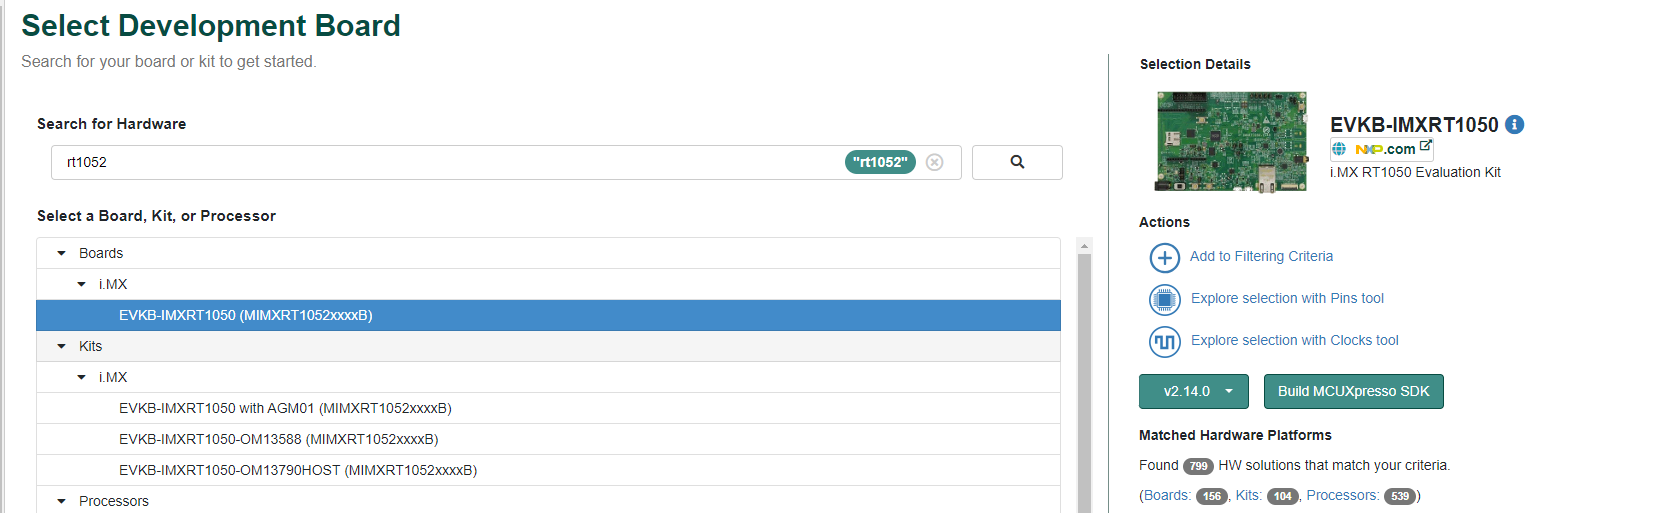 Select Development Board
Search for your board or kit to get started.
Search for Hardware
rt1052 "rt1052"
Select a Board, Kit, or Processor
Boards
i.MX
EVKB-IMXRT1050 (MIMXRT1052xxxxB)
Kits
i.MX
EVKB-IMXRT1050 with AGM01 (MIMXRT1052xxxxB)
EVKB-IMXRT1050-OM13588 (MIMXRT1052xxxxB)
EVKB-IMXRT1050-OM13790HOST (MIMXRT1052xxxxB)
Processors
Selection Details
EVKB-IMXRT1050
NXP.com
i.MX RT1050 Evaluation Kit
Actions
Add to Filtering Criteria
Explore selection with Pins tool
Explore selection with Clocks tool
v2.14.0 Build MCUXpresso SDK
Matched Hardware Platforms
Found 799 HW solutions that match your criteria.
(Boards: 156, Kits: 104, Processors: 539)